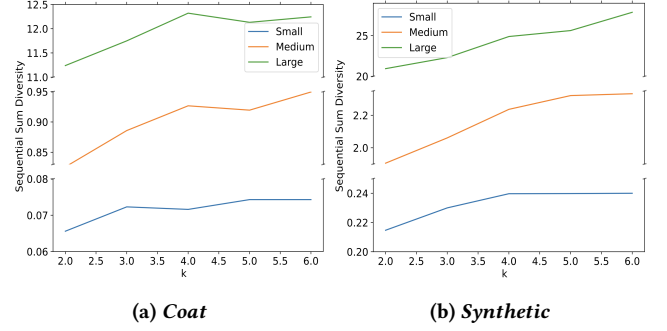 12.5
12.0
11.5
11.0
0.95
0.90
0.85
0.08
0.07
0.06
Sequential Sum Diversity
Small
Medium
Large
2.0 2.5 3.0 3.5 4.0 4.5 5.0 5.5 6.0
k
(a) Coat
25
20
2.2
2.0
0.24
0.22
0.20
Sequential Sum Diversity
Small
Medium
Large
2.0 2.5 3.0 3.5 4.0 4.5 5.0 5.5 6.0
k
(b) Synthetic